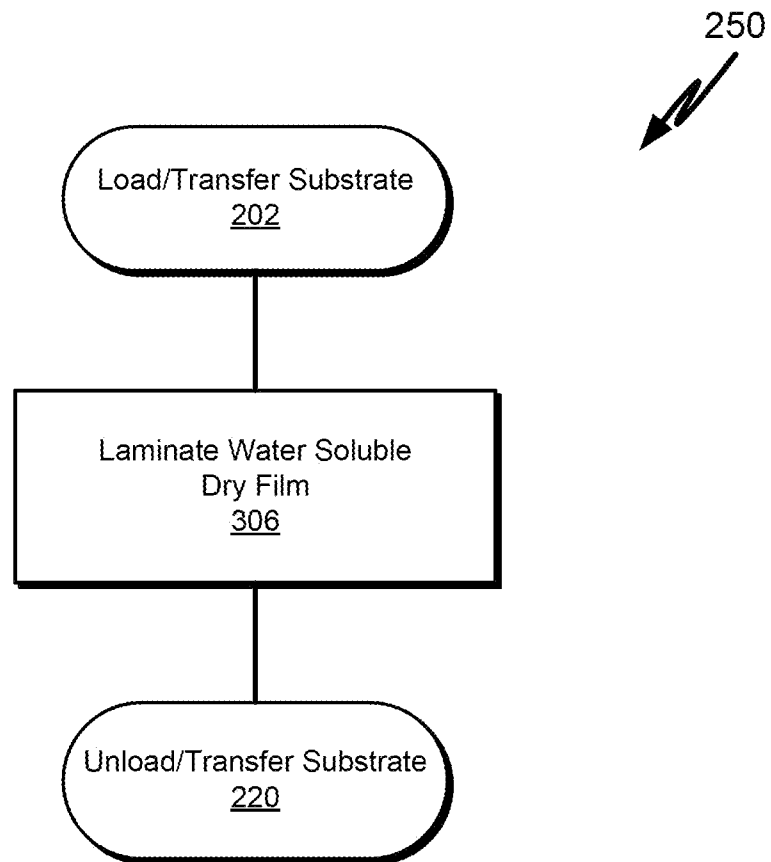 250
Load/Transfer Substrate
202
Laminate Water Soluble
Dry Film
306
Unload/Transfer Substrate
220